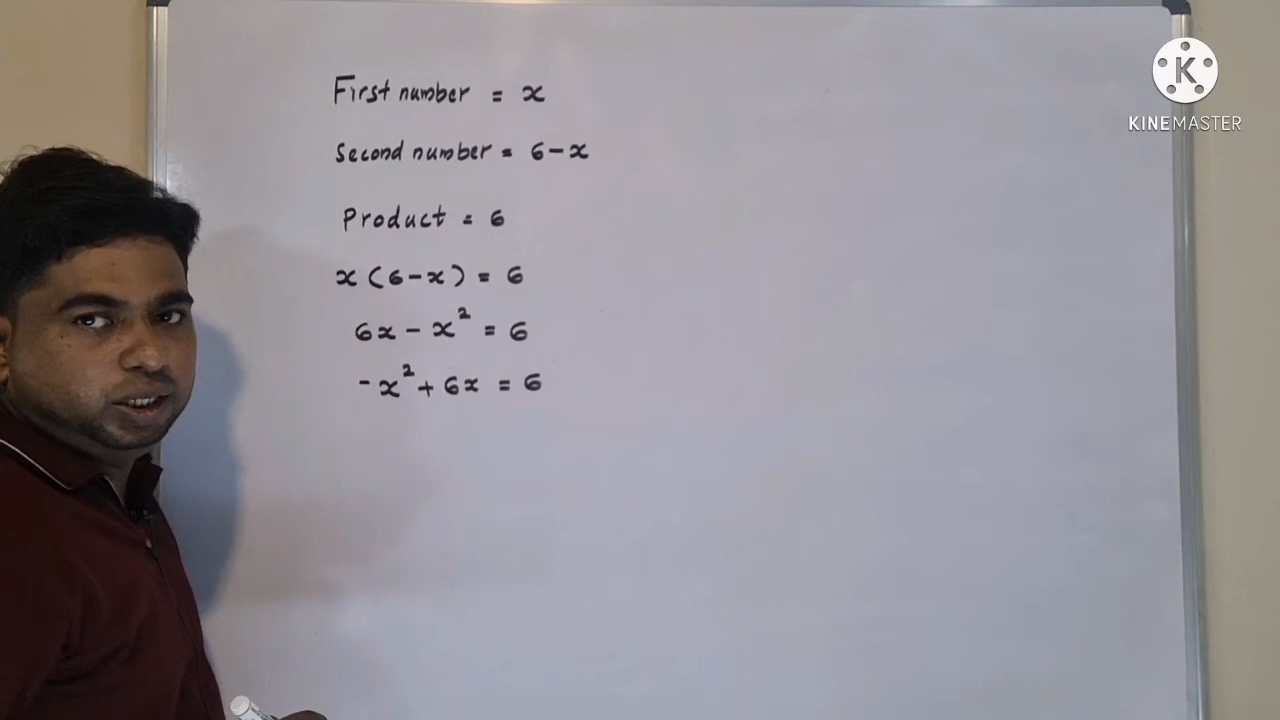 First number = x
Second number = 6-x
Product = 6
x (6-x) = 6
6x - x² = 6
-x² + 6x = 6
K
KINEMASTER